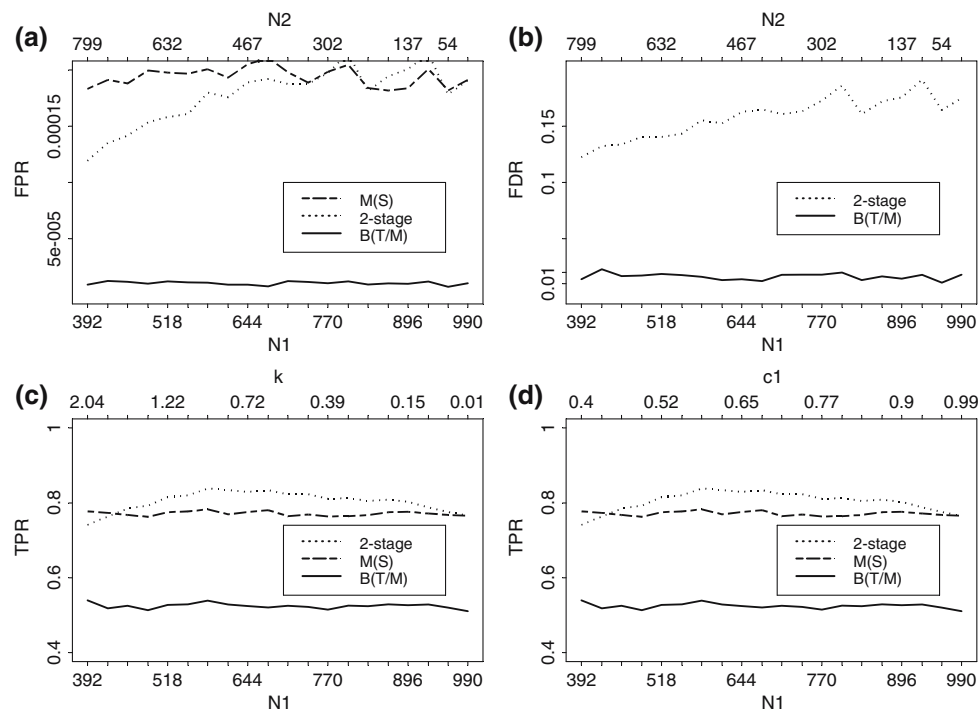 (a)
N2
799 632 467 302 137 54
FPR
5e-005 0.00015
M(S)
2-stage
B(T/M)
392 518 644 770 896 990
N1
(b)
N2
799 632 467 302 137 54
FDR
0.01 0.1 0.15
2-stage
B(T/M)
392 518 644 770 896 990
N1
(c)
k
2.04 1.22 0.72 0.39 0.15 0.01
TPR
0.4 0.6 0.8 1
2-stage
M(S)
B(T/M)
392 518 644 770 896 990
N1
(d)
c1
0.4 0.52 0.65 0.77 0.9 0.99
TPR
0.4 0.6 0.8 1
2-stage
M(S)
B(T/M)
392 518 644 770 896 990
N1